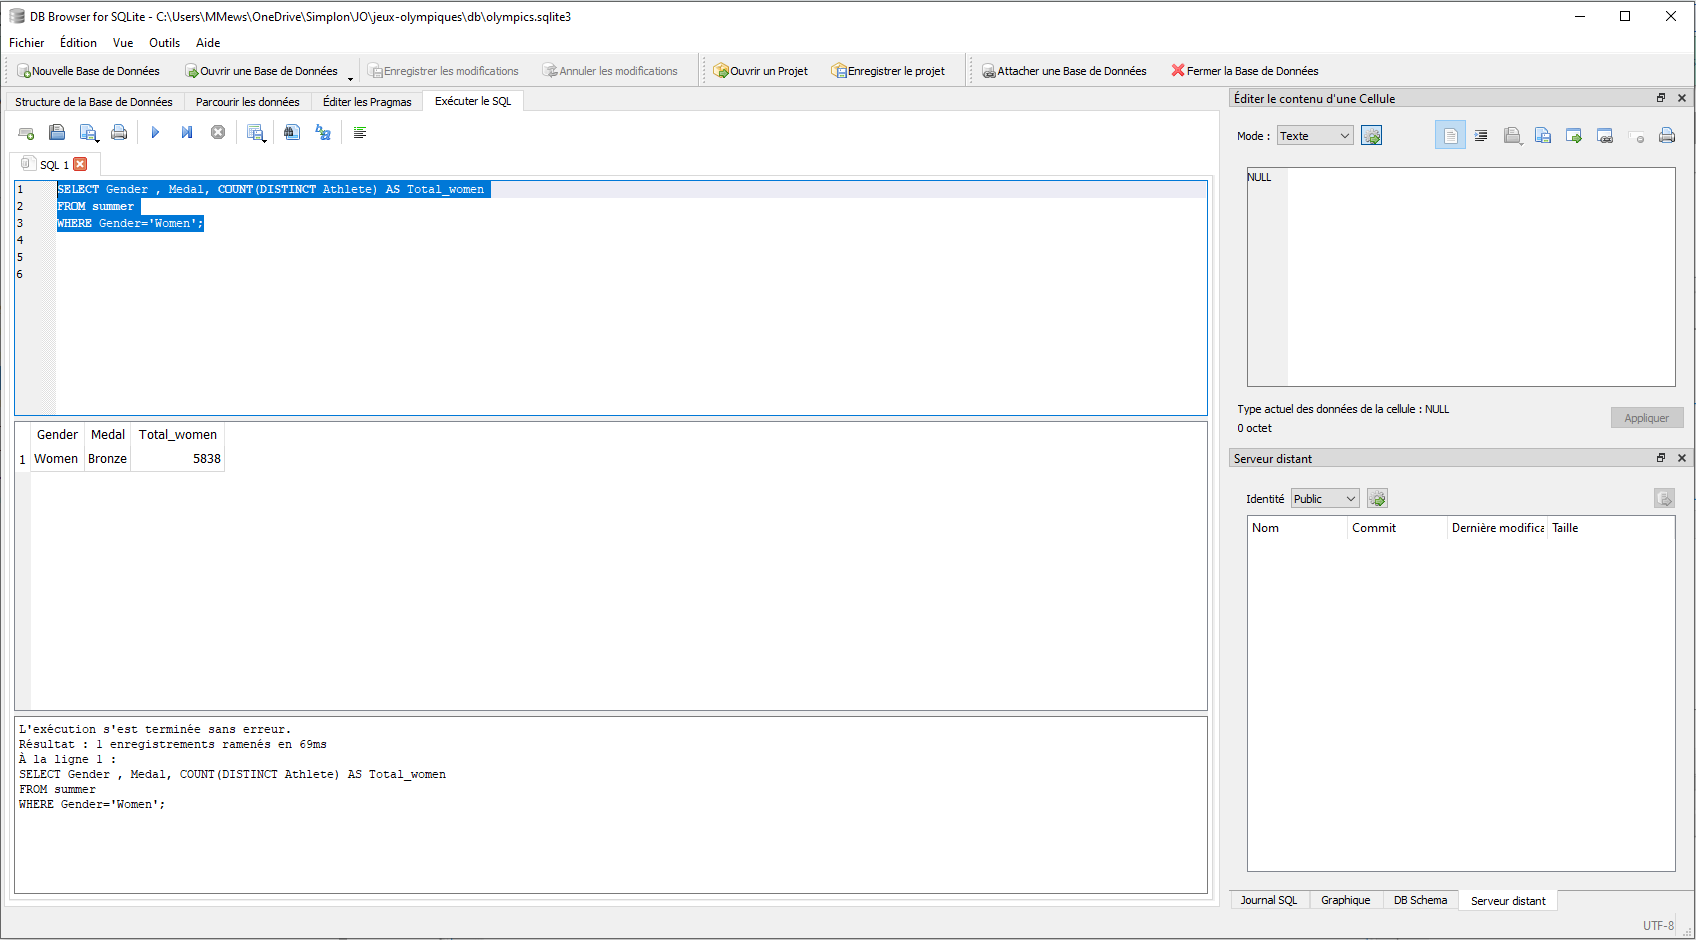 DB Browser for SQLite - C:\Users\MMews\OneDrive\Simplon\JO\jeux-olympiques\db\olympics.sqlite3
Fichier Édition Vue Outils Aide
Nouvelle Base de Données Ouvrir une Base de Données Enregistrer les modifications Annuler les modifications Ouvrir un Projet Enregistrer le projet Attacher une Base de Données Fermer la Base de Données
Structure de la Base de Données Parcourir les données Éditer les Pragmas Exécuter le SQL
SQL 1
1 SELECT Gender , Medal, COUNT(DISTINCT Athlete) AS Total_women
2 FROM summer
3 WHERE Gender='Women';
4
5
6
Gender Medal Total_women
1 Women Bronze 5838
L'exécution s'est terminée sans erreur.
Résultat : 1 enregistrements ramenés en 69ms
À la ligne 1 :
SELECT Gender , Medal, COUNT(DISTINCT Athlete) AS Total_women
FROM summer
WHERE Gender='Women';
Éditer le contenu d'une Cellule
Mode : Texte
NULL
Type actuel des données de la cellule : NULL
0 octet
Appliquer
Serveur distant
Identité Public
Nom Commit Dernière modifica Taille
Journal SQL Graphique DB Schema Serveur distant
UTF-8